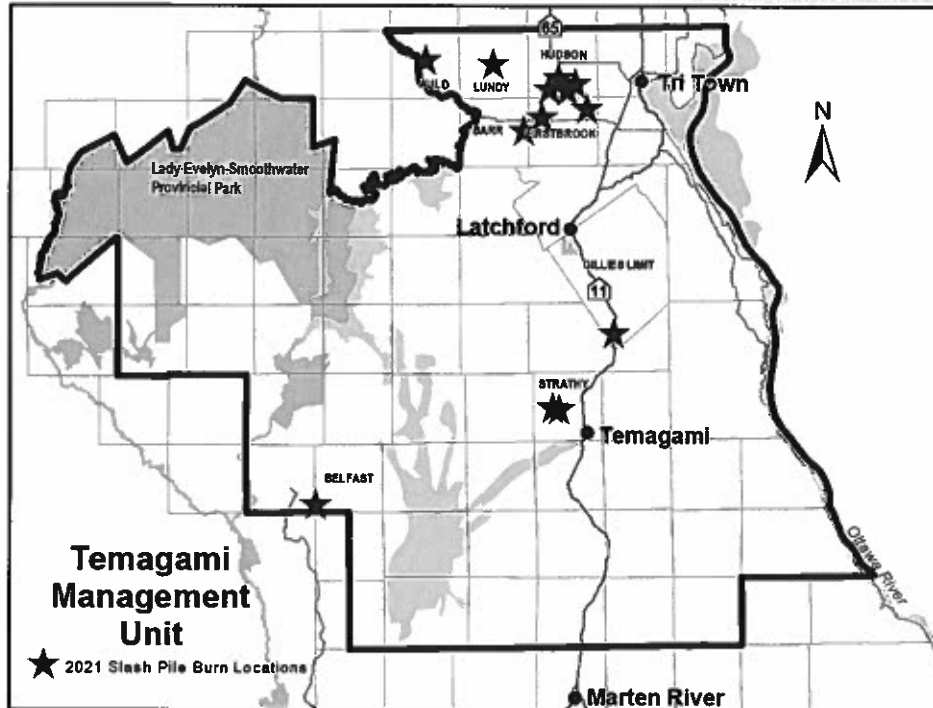 65
HUDSON
LUNDY
Tri Town
BARR
N
Lady-Evelyn-Smoothwater
Provincial Park
Latchford
GILLIES LIMIT
11
STRATHY
Temagami
BELFAST
Ottawa River
Temagami
Management
Unit
2021 Slash Pile Burn Locations
Marten River